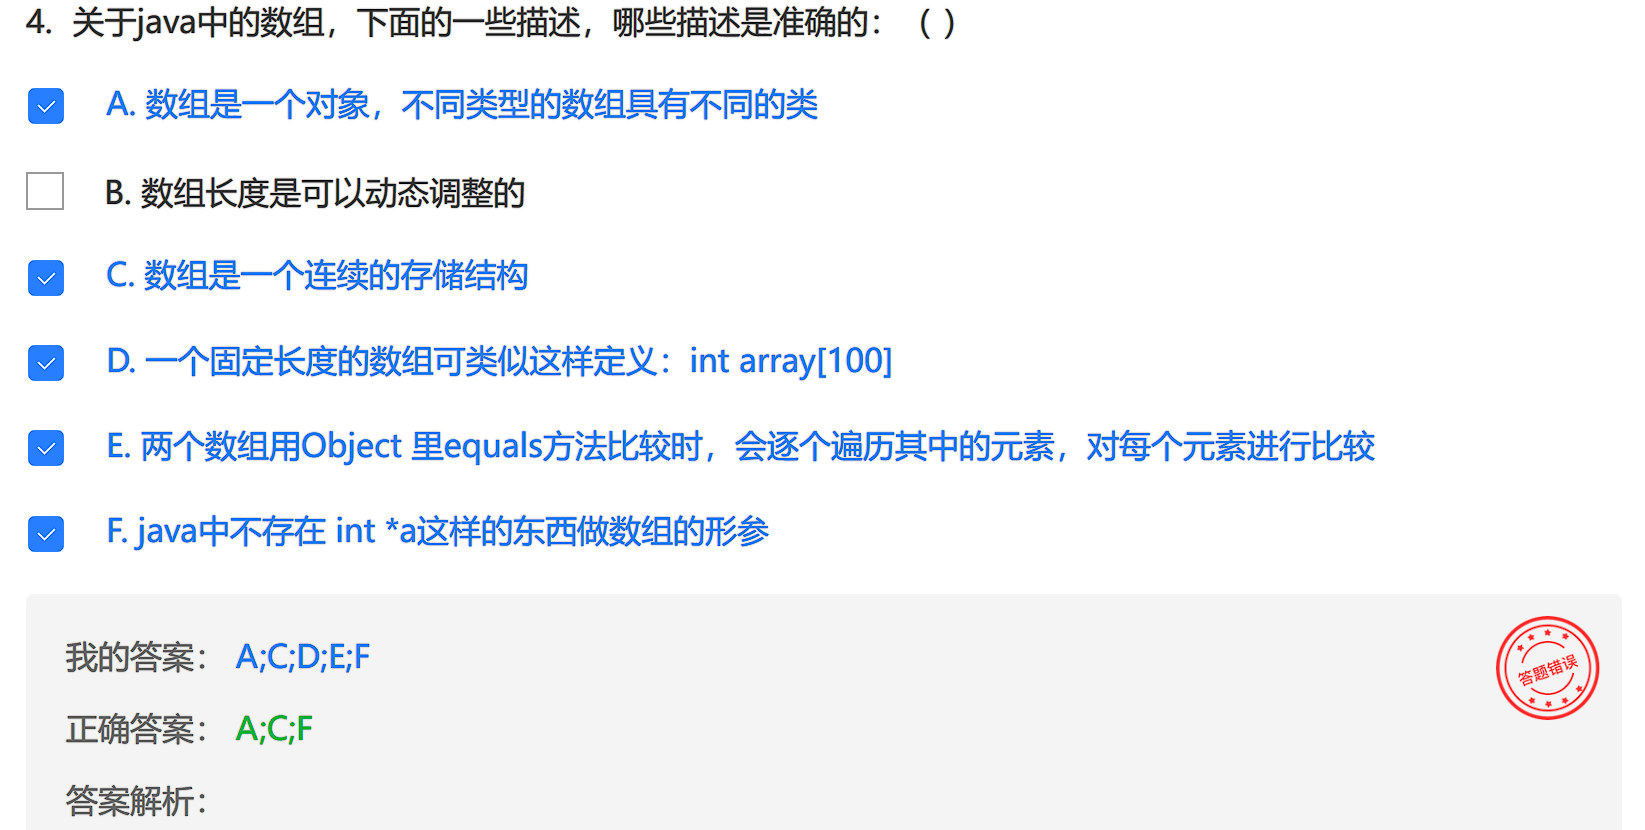 4. 关于java中的数组，下面的一些描述，哪些描述是准确的：（ ）
A. 数组是一个对象，不同类型的数组具有不同的类
B. 数组长度是可以动态调整的
C. 数组是一个连续的存储结构
D. 一个固定长度的数组可类似这样定义：int array[100]
E. 两个数组用Object 里equals方法比较时，会逐个遍历其中的元素，对每个元素进行比较
F. java中不存在 int *a这样的东西做数组的形参
我的答案： A;C;D;E;F
答题错误
正确答案： A;C;F
答案解析：